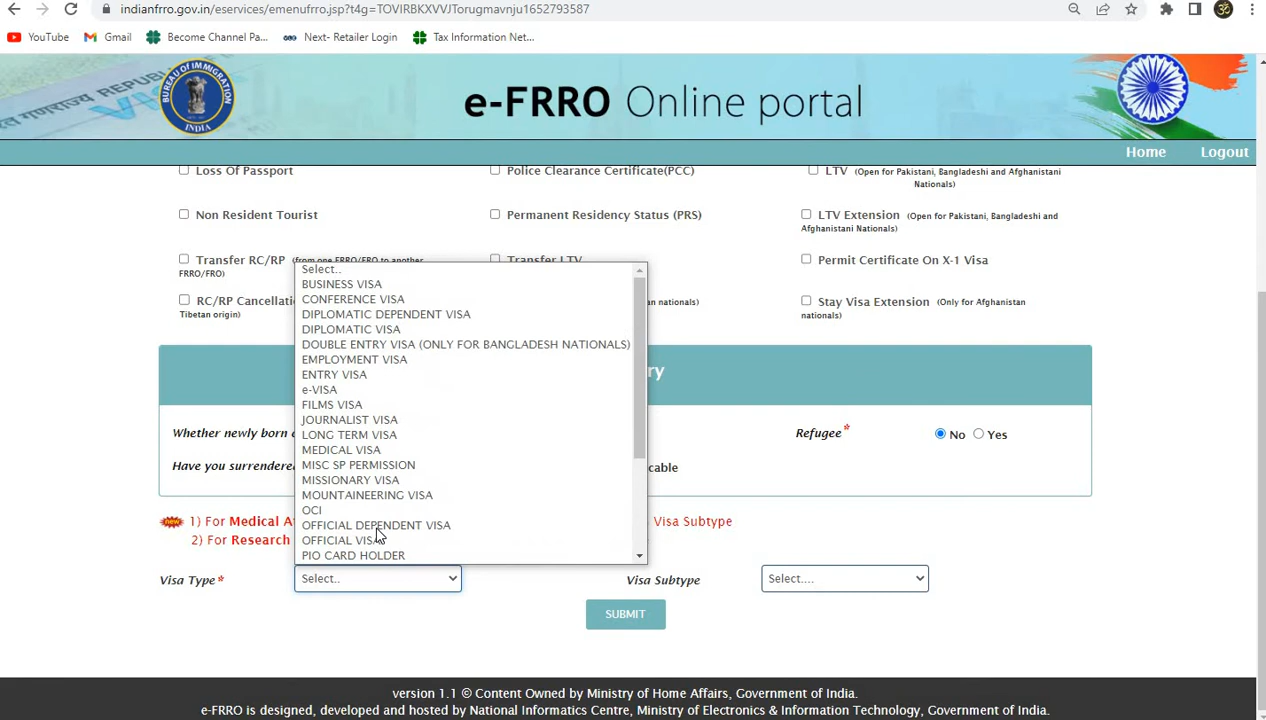 indianfrro.gov.in/eservices/emenufrro.jsp?t4g=TOVIRBKXVVJTorugmavnju1652793587
YouTube Gmail Become Channel Pa... Next- Retailer Login Tax Information Net...
BUREAU OF IMMIGRATION
INDIA
e-FRRO Online portal
Home Logout
Loss Of Passport Police Clearance Certificate(PCC) LTV (Open for Pakistani, Bangladeshi and Afghanistani
Nationals)
Non Resident Tourist Permanent Residency Status (PRS) LTV Extension (Open for Pakistani, Bangladeshi and
Afghanistani Nationals)
Transfer RC/RP (from one FRRO/FRO to another Transfer LTV Permit Certificate On X-1 Visa
FRRO/FRO)
RC/RP Cancellati an nationals) Stay Visa Extension (Only for Afghanistan
Tibetan origin) nationals)
Select..
BUSINESS VISA
CONFERENCE VISA
DIPLOMATIC DEPENDENT VISA
DIPLOMATIC VISA
DOUBLE ENTRY VISA (ONLY FOR BANGLADESH NATIONALS)
EMPLOYMENT VISA
ENTRY VISA
e-VISA
FILMS VISA
JOURNALIST VISA
LONG TERM VISA
MEDICAL VISA
MISC SP PERMISSION
MISSIONARY VISA
MOUNTAINEERING VISA
OCI
OFFICIAL DEPENDENT VISA
OFFICIAL VISA
PIO CARD HOLDER
ry
Whether newly born Refugee* No Yes
Have you surrendere cable
new 1) For Medical A Visa Subtype
2) For Research
Visa Type* Select.. Visa Subtype Select....
SUBMIT
version 1.1 © Content Owned by Ministry of Home Affairs, Government of India.
e-FRRO is designed, developed and hosted by National Informatics Centre, Ministry of Electronics & Information Technology, Government of India.